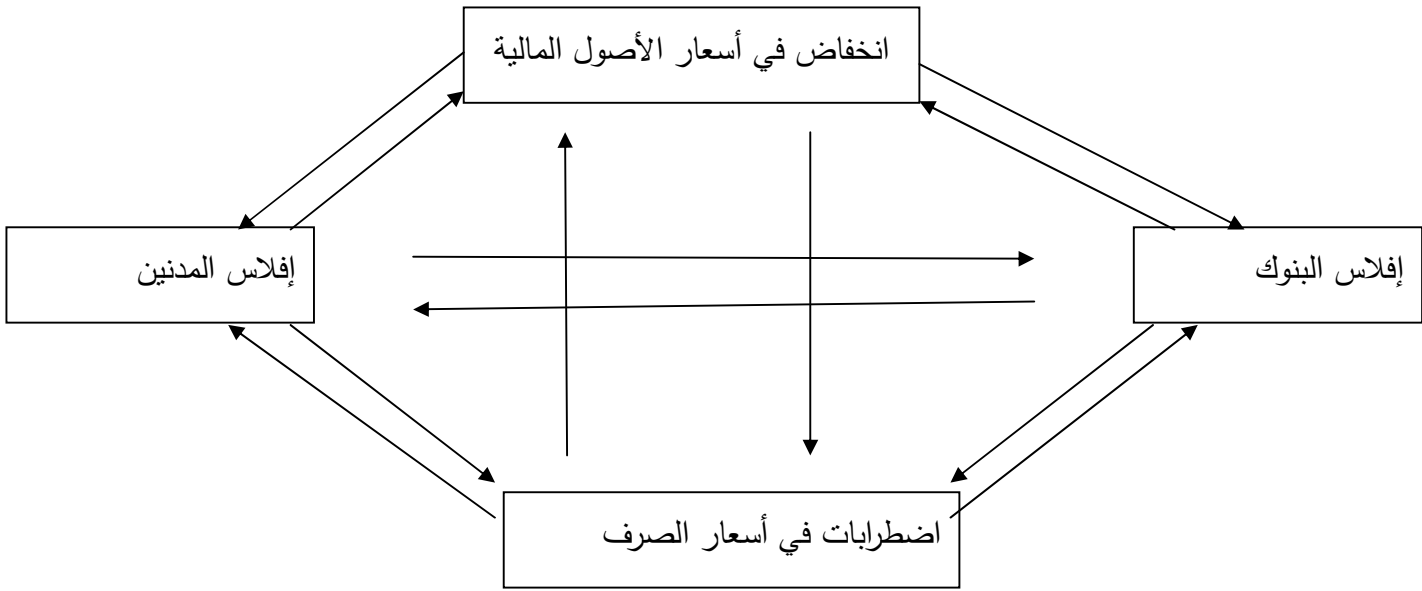 انخفاض في أسعار الأصول المالية
إفلاس البنوك
إفلاس المدنين
اضطرابات في أسعار الصرف